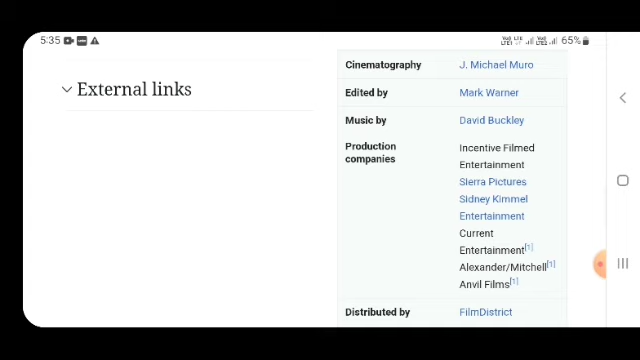 5:35
65%
External links
Cinematography
J. Michael Muro
Edited by
Mark Warner
Music by
David Buckley
Production
companies
Incentive Filmed
Entertainment
Sierra Pictures
Sidney Kimmel
Entertainment
Current
Entertainment[1]
Alexander/Mitchell[1]
Anvil Films[1]
Distributed by
FilmDistrict